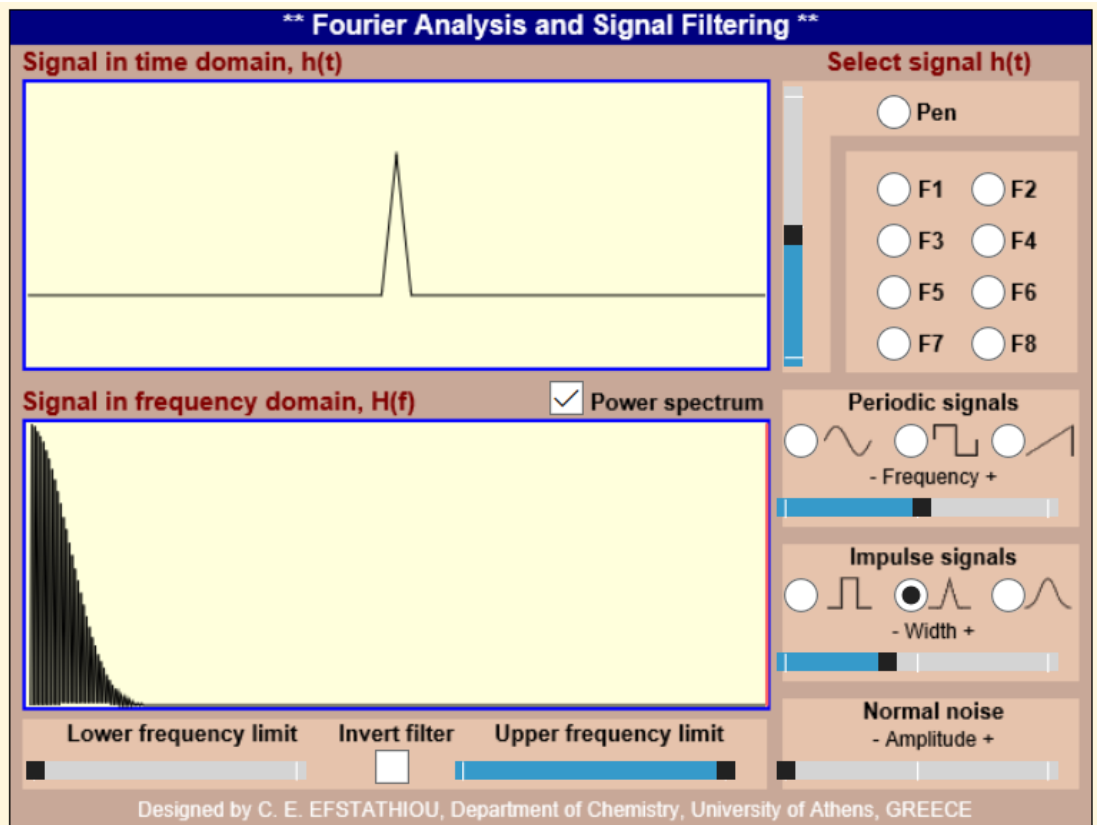 ** Fourier Analysis and Signal Filtering **
Signal in time domain, h(t)
Select signal h(t)
Pen
F1 F2
F3 F4
F5 F6
F7 F8
Signal in frequency domain, H(f)
Power spectrum
Periodic signals
- Frequency +
Impulse signals
- Width +
Normal noise
- Amplitude +
Lower frequency limit
Invert filter
Upper frequency limit
Designed by C. E. EFSTATHIOU, Department of Chemistry, University of Athens, GREECE